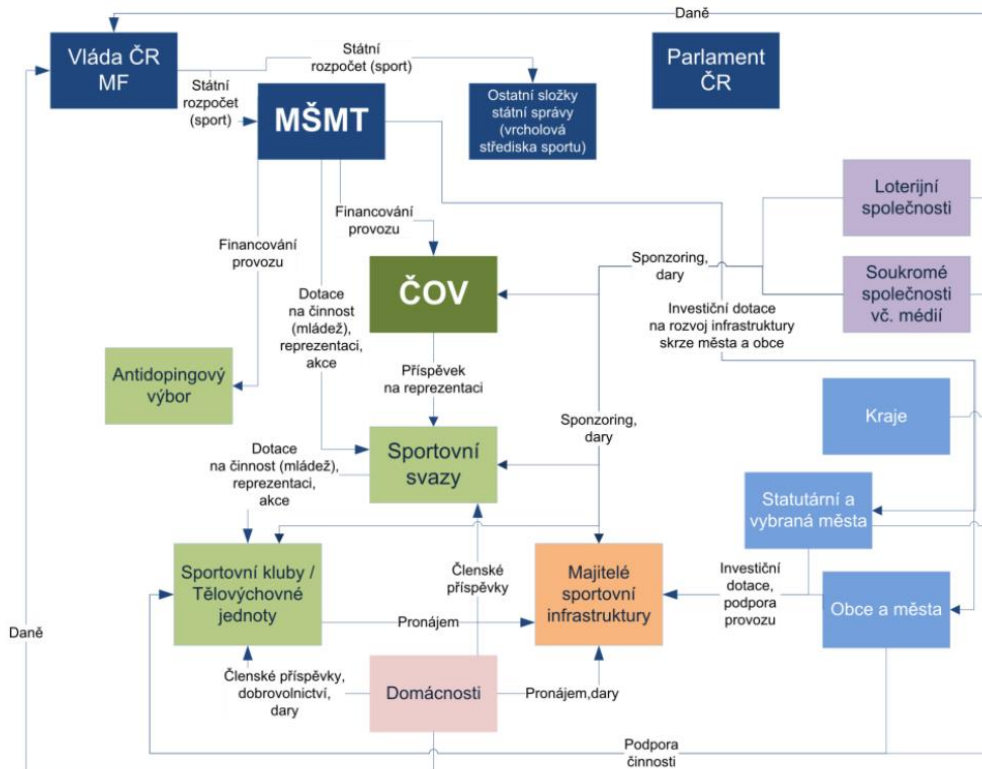 Daně
Vláda ČR
MF
Státní
rozpočet (sport)
Parlament
ČR
Státní
rozpočet
(sport)
MŠMT
Ostatní složky
státní správy
(vrcholová
střediska sportu)
Loterijní
společnosti
Financování
provozu
Financování
provozu
Sponzoring,
dary
Soukromé
společnosti
vč. médií
ČOV
Dotace
na činnost
(mládež),
reprezentaci,
akce
Investiční dotace
na rozvoj infrastruktury
skrze města a obce
Antidopingový
výbor
Příspěvek
na reprezentaci
Kraje
Sponzoring,
dary
Dotace
na činnost (mládež),
reprezentaci,
akce
Sportovní
svazy
Statutární a
vybraná města
Sportovní kluby /
Tělovýchovné
jednoty
Členské
příspěvky
Majitelé
sportovní
infrastruktury
Investiční
dotace,
podpora
provozu
Obce a města
Daně
Pronájem
Členské příspěvky,
dobrovolnictví,
dary
Domácnosti
Pronájem,dary
Podpora
činnosti